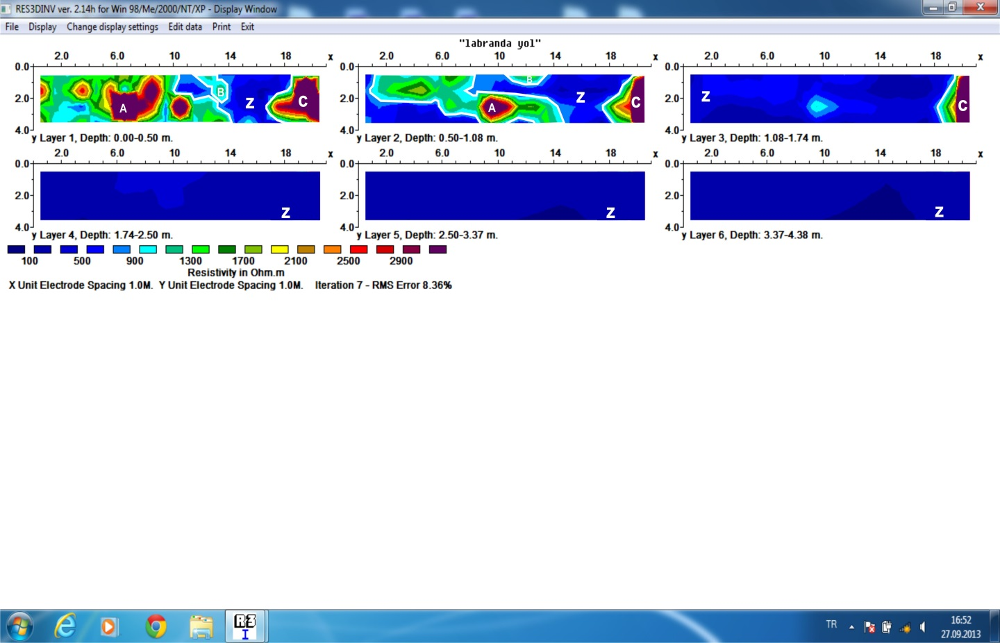 RES3DINV ver. 2.14h for Win 98/Me/2000/NT/XP - Display Window
File Display Change display settings Edit data Print Exit
"labranda yol"
2.0 6.0 10 14 18 x
0.0
2.0
4.0
A B Z C
y Layer 1, Depth: 0.00-0.50 m.
2.0 6.0 10 14 18 x
0.0
2.0
4.0
B A Z C
y Layer 2, Depth: 0.50-1.08 m.
2.0 6.0 10 14 18 x
0.0
2.0
4.0
Z C
y Layer 3, Depth: 1.08-1.74 m.
2.0 6.0 10 14 18 x
0.0
2.0
4.0
Z
y Layer 4, Depth: 1.74-2.50 m.
2.0 6.0 10 14 18 x
0.0
2.0
4.0
Z
y Layer 5, Depth: 2.50-3.37 m.
2.0 6.0 10 14 18 x
0.0
2.0
4.0
Z
y Layer 6, Depth: 3.37-4.38 m.
100 500 900 1300 1700 2100 2500 2900
Resistivity in Ohm.m
X Unit Electrode Spacing 1.0M. Y Unit Electrode Spacing 1.0M. Iteration 7 - RMS Error 8.36%
R3
I
TR
16:52
27.09.2013